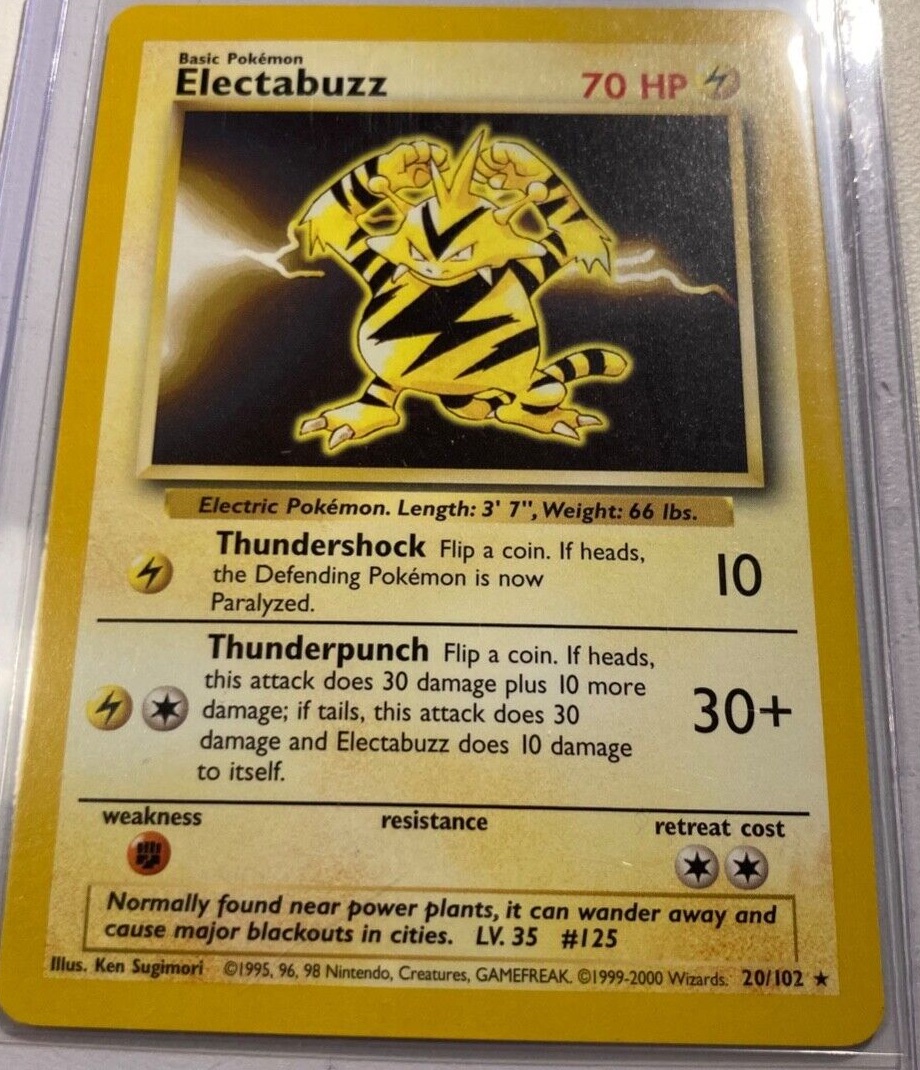 Basic Pokémon
Electabuzz 70 HP
Electric Pokémon. Length: 3' 7", Weight: 66 lbs.
Thundershock Flip a coin. If heads,
the Defending Pokémon is now
Paralyzed.
10
Thunderpunch Flip a coin. If heads,
this attack does 30 damage plus 10 more
damage; if tails, this attack does 30
damage and Electabuzz does 10 damage
to itself.
30+
weakness resistance retreat cost
Normally found near power plants, it can wander away and
cause major blackouts in cities. LV. 35 #125
Illus. Ken Sugimori ©1995, 96, 98 Nintendo, Creatures, GAMEFREAK. ©1999-2000 Wizards. 20/102 ★